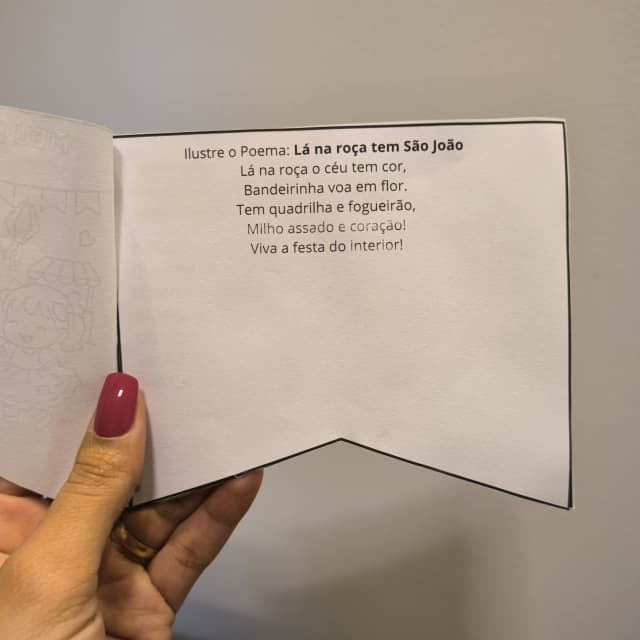 Ilustre o Poema: Lá na roça tem São João
Lá na roça o céu tem cor,
Bandeirinha voa em flor.
Tem quadrilha e fogueirão,
Milho assado e coração!
Viva a festa do interior!